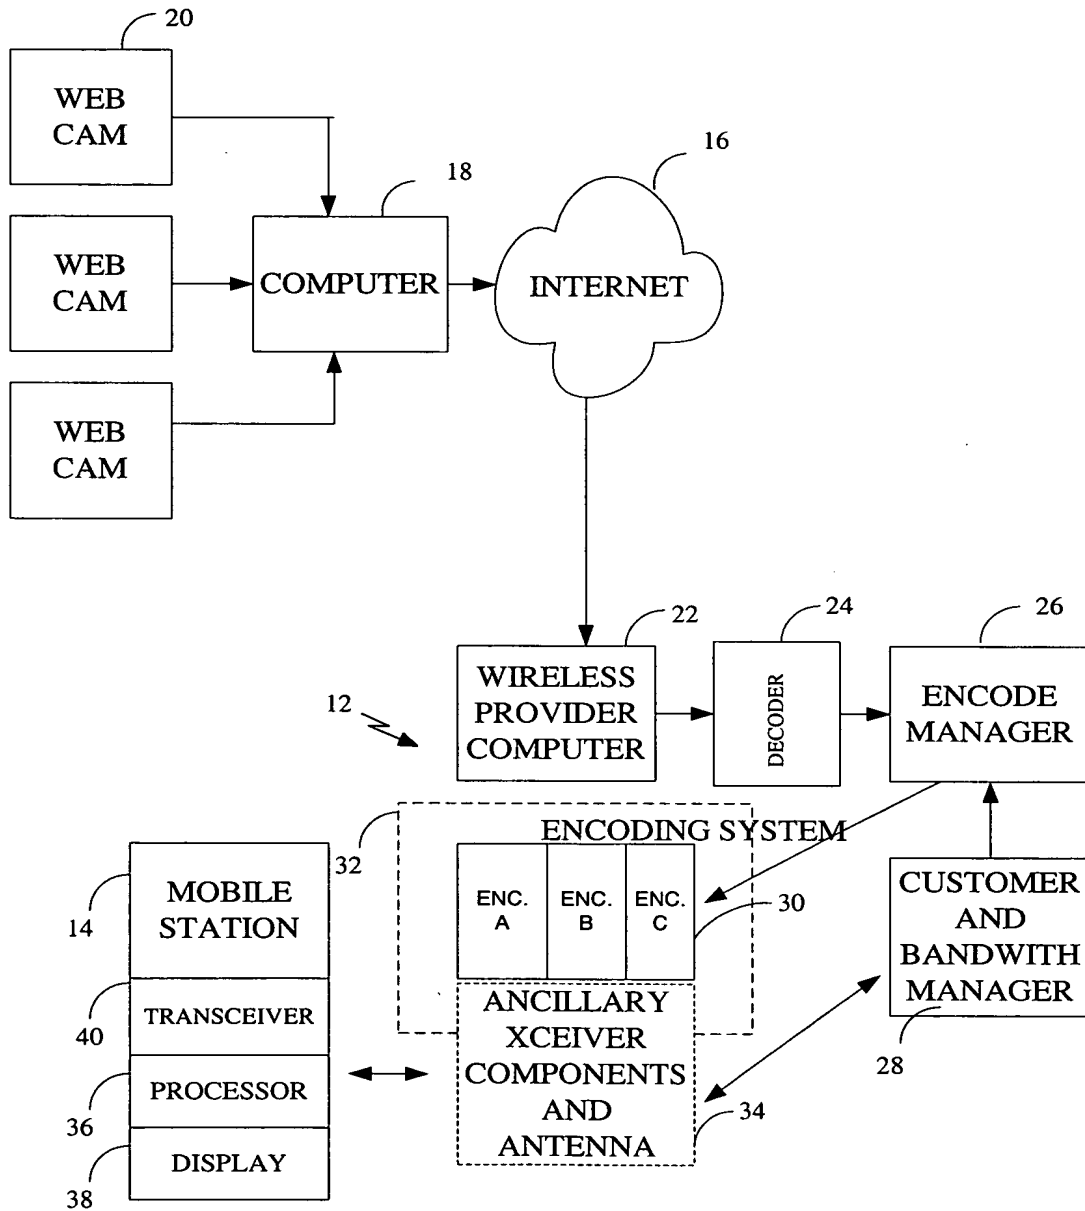 20
WEB
CAM
16
18
WEB
CAM
COMPUTER
INTERNET
WEB
CAM
22
24
26
12
WIRELESS
PROVIDER
COMPUTER
DECODER
ENCODE
MANAGER
32
ENCODING SYSTEM
14
MOBILE
STATION
ENC.
A
ENC.
B
ENC.
C
30
CUSTOMER
AND
BANDWITH
MANAGER
28
40
TRANSCEIVER
ANCILLARY
XCEIVER
COMPONENTS
AND
ANTENNA
34
36
PROCESSOR
38
DISPLAY